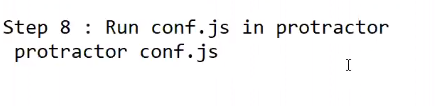 Step 8 : Run conf.js in protractor
protractor conf.js